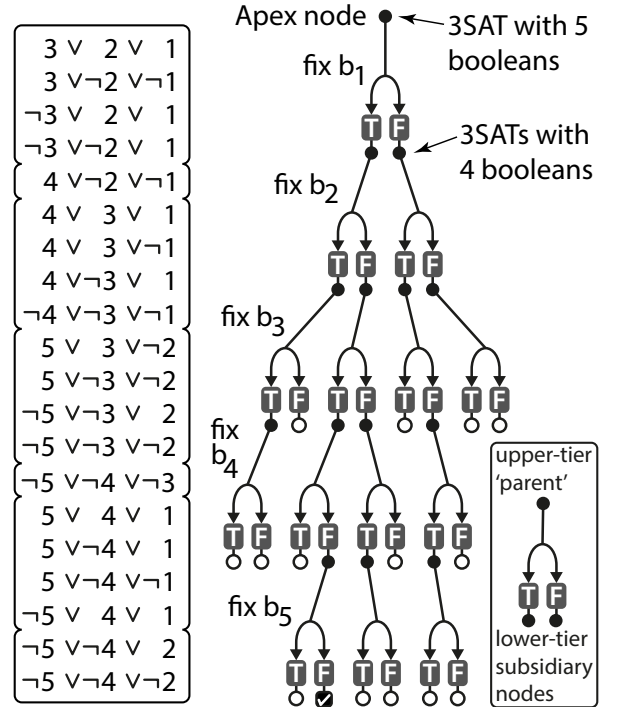 3 ∨ 2 ∨ 1
3 ∨¬2 ∨¬1
¬3 ∨ 2 ∨ 1
¬3 ∨¬2 ∨ 1
4 ∨¬2 ∨¬1
4 ∨ 3 ∨ 1
4 ∨ 3 ∨¬1
4 ∨¬3 ∨ 1
¬4 ∨¬3 ∨¬1
5 ∨ 3 ∨¬2
5 ∨¬3 ∨¬2
¬5 ∨¬3 ∨ 2
¬5 ∨¬3 ∨¬2
¬5 ∨¬4 ∨¬3
5 ∨ 4 ∨ 1
5 ∨¬4 ∨ 1
5 ∨¬4 ∨¬1
¬5 ∨ 4 ∨ 1
¬5 ∨¬4 ∨ 2
¬5 ∨¬4 ∨¬2
Apex node
3SAT with 5
booleans
fix b1
T F
3SATs with
4 booleans
fix b2
T F T F
fix b3
T F T F T F T F
fix
b4
T F T F T F T F
fix b5
T F T F T F
upper-tier
'parent'
T F
lower-tier
subsidiary
nodes